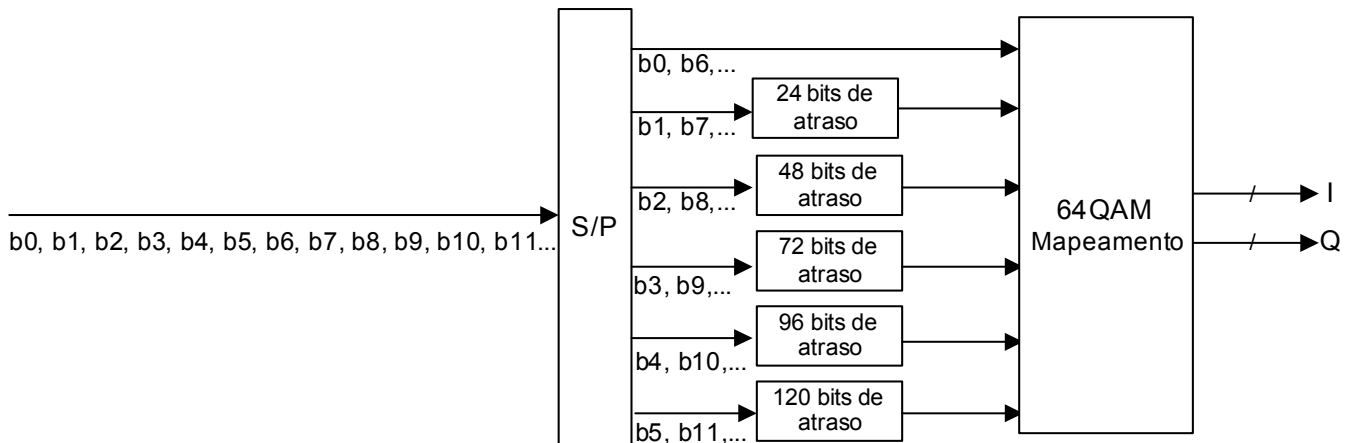 b0, b1, b2, b3, b4, b5, b6, b7, b8, b9, b10, b11...
S/P
b0, b6,...
b1, b7,...
24 bits de
atraso
b2, b8,...
48 bits de
atraso
b3, b9,...
72 bits de
atraso
b4, b10,...
96 bits de
atraso
b5, b11,...
120 bits de
atraso
64QAM
Mapeamento
I
Q